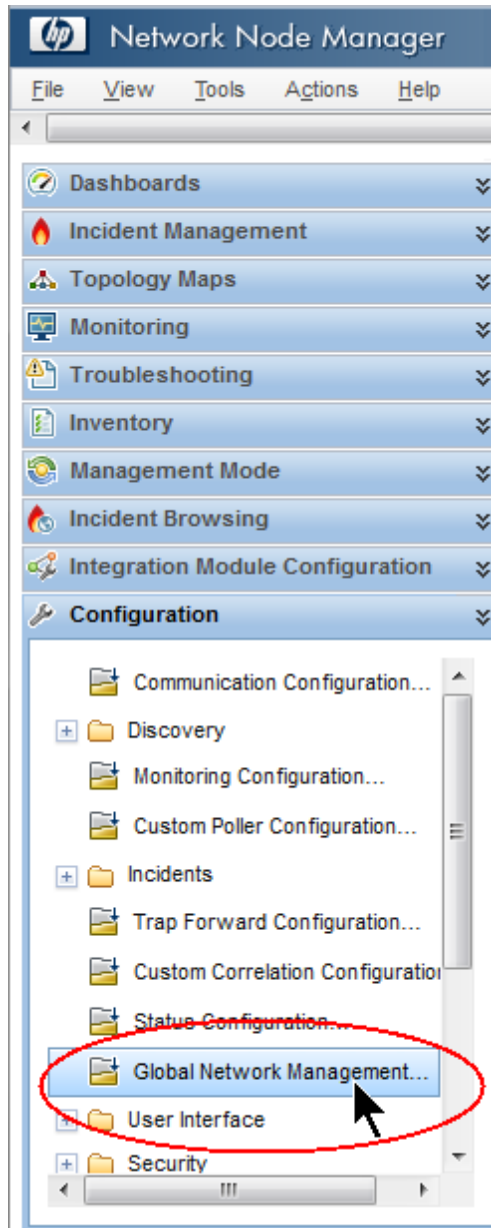 hp Network Node Manager
File View Tools Actions Help
Dashboards
Incident Management
Topology Maps
Monitoring
Troubleshooting
Inventory
Management Mode
Incident Browsing
Integration Module Configuration
Configuration
Communication Configuration...
Discovery
Monitoring Configuration...
Custom Poller Configuration...
Incidents
Trap Forward Configuration...
Custom Correlation Configuration
Status Configuration...
Global Network Management...
User Interface
Security